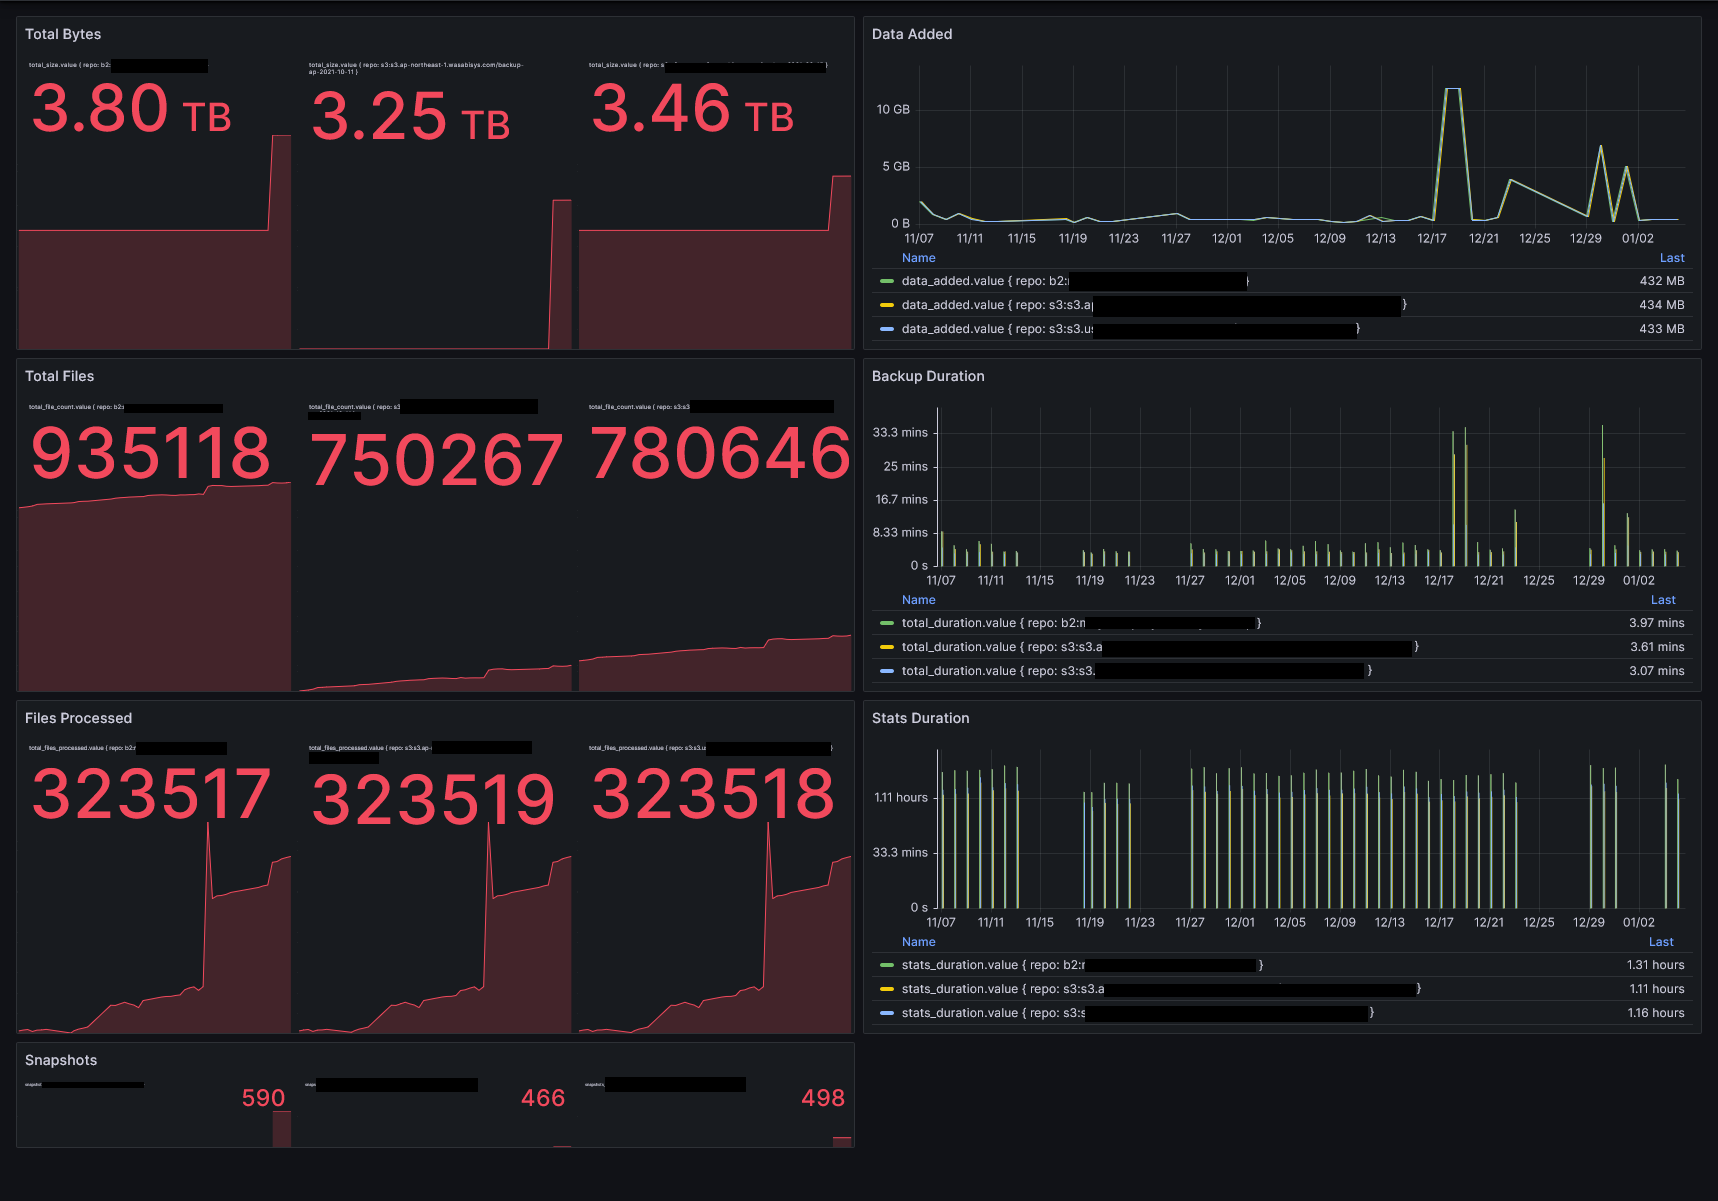 Total Bytes
total_size.value { repo: b2:
3.80 TB
total_size.value { repo: s3:s3.ap-northeast-1.wasabisys.com/backup-
ap-2021-10-11 }
3.25 TB
total_size.value { repo: s
}
3.46 TB
Data Added
10 GB
5 GB
0 B
11/07 11/11 11/15 11/19 11/23 11/27 12/01 12/05 12/09 12/13 12/17 12/21 12/25 12/29 01/02
Name Last
data_added.value { repo: b2: } 432 MB
data_added.value { repo: s3:s3.a } 434 MB
data_added.value { repo: s3:s3.us } 433 MB
Total Files
total_file_count.value { repo: b2:
935118
total_file_count.value { repo: s3
750267
total_file_count.value { repo: s3:s3
780646
Backup Duration
33.3 mins
25 mins
16.7 mins
8.33 mins
0 s
11/07 11/11 11/15 11/19 11/23 11/27 12/01 12/05 12/09 12/13 12/17 12/21 12/25 12/29 01/02
Name Last
total_duration.value { repo: b2:m } 3.97 mins
total_duration.value { repo: s3:s3.a } 3.61 mins
total_duration.value { repo: s3:s3. } 3.07 mins
Files Processed
total_files_processed.value { repo: b2:
323517
total_files_processed.value { repo: s3:s3.ap-
323519
total_files_processed.value { repo: s3:s3.u }
323518
Stats Duration
1.11 hours
33.3 mins
0 s
11/07 11/11 11/15 11/19 11/23 11/27 12/01 12/05 12/09 12/13 12/17 12/21 12/25 12/29 01/02
Name Last
stats_duration.value { repo: b2:r } 1.31 hours
stats_duration.value { repo: s3:s3.a } 1.11 hours
stats_duration.value { repo: s3:s } 1.16 hours
Snapshots
590
466
498